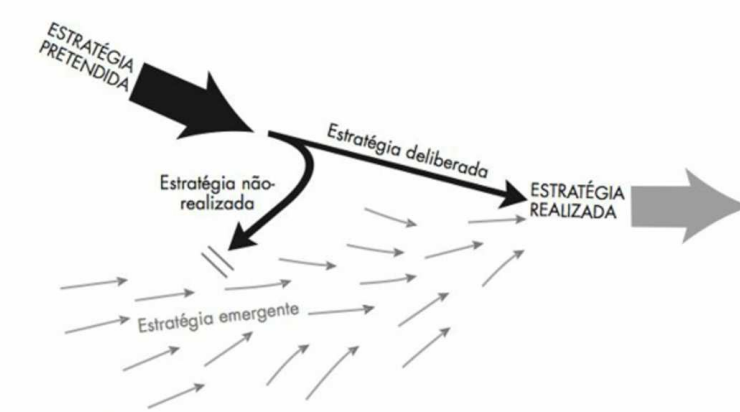 ESTRATÉGIA
PRETENDIDA
Estratégia deliberada
Estratégia não-
realizada
ESTRATÉGIA
REALIZADA
Estratégia emergente